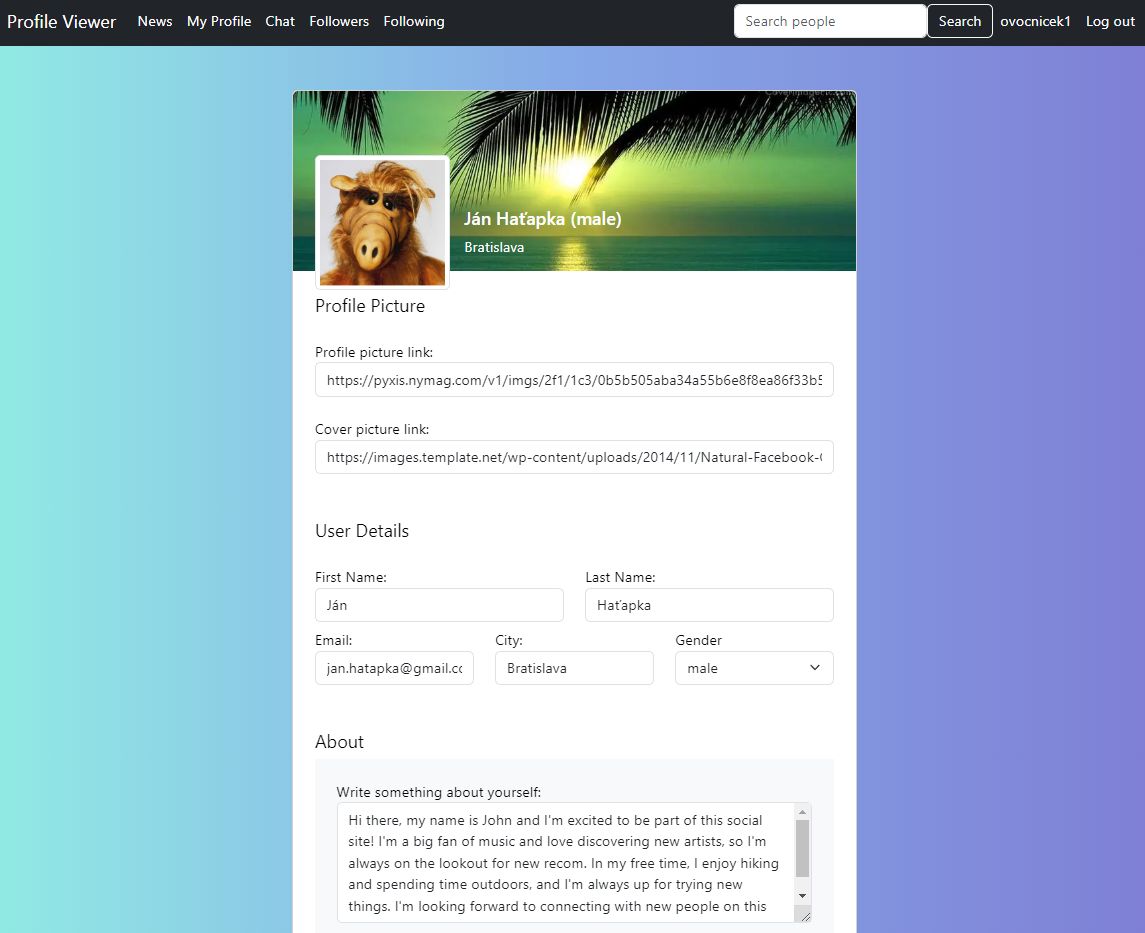 Profile Viewer News My Profile Chat Followers Following Search people Search ovocnicek1 Log out
Ján Haťapka (male)
Bratislava
Profile Picture
Profile picture link:
https://pyxis.nymag.com/v1/imgs/2f1/1c3/0b5b505aba34a55b6e8f8ea86f33b5
Cover picture link:
https://images.template.net/wp-content/uploads/2014/11/Natural-Facebook-
User Details
First Name: Last Name:
Ján Haťapka
Email: City: Gender
jan.hatapka@gmail.co Bratislava male
About
Write something about yourself:
Hi there, my name is John and I'm excited to be part of this social
site! I'm a big fan of music and love discovering new artists, so I'm
always on the lookout for new recom. In my free time, I enjoy hiking
and spending time outdoors, and I'm always up for trying new
things. I'm looking forward to connecting with new people on this